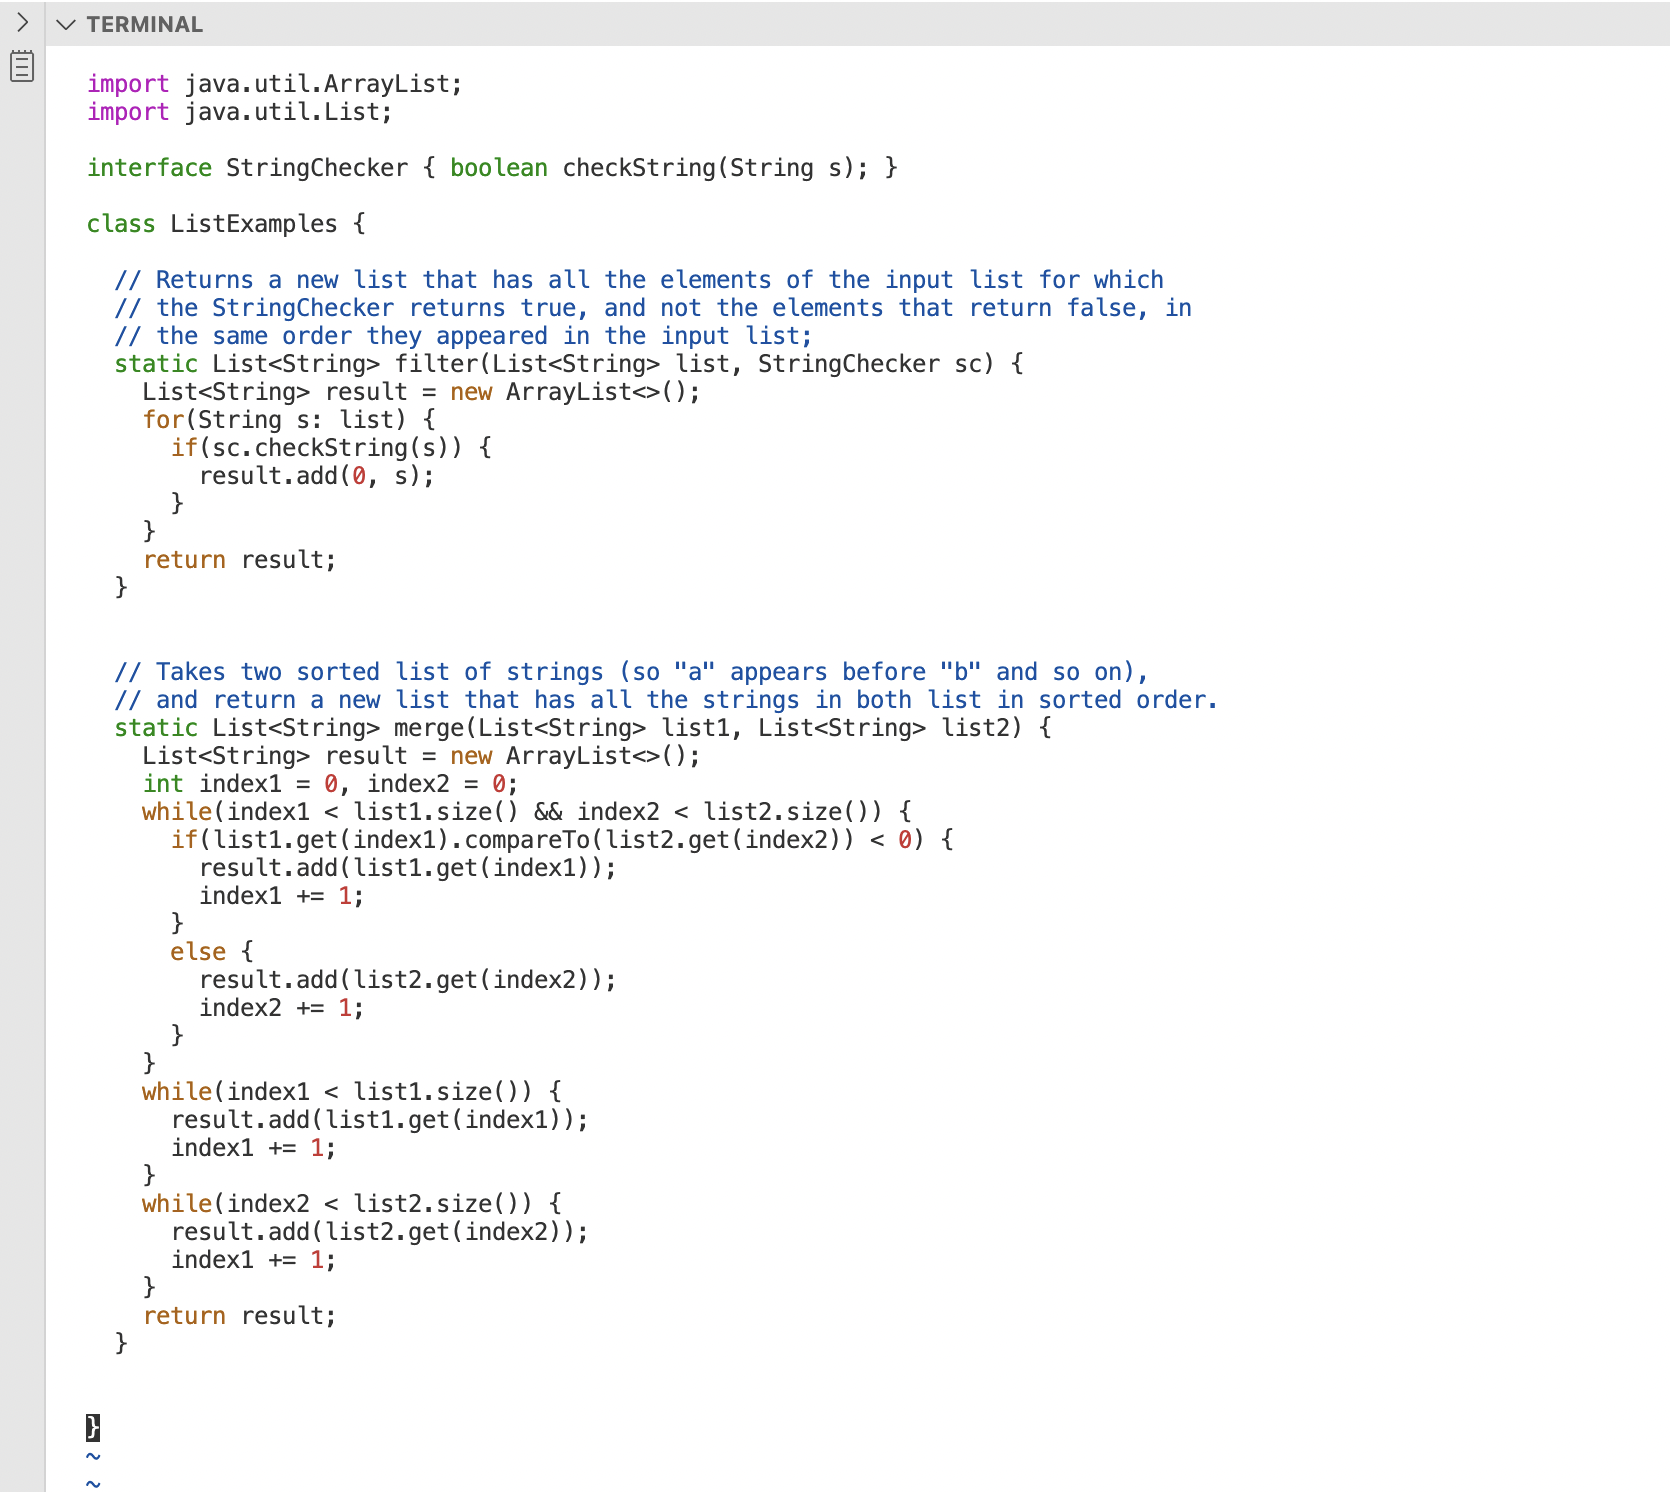 TERMINAL
import java.util.ArrayList;
import java.util.List;

interface StringChecker { boolean checkString(String s); }

class ListExamples {

  // Returns a new list that has all the elements of the input list for which
  // the StringChecker returns true, and not the elements that return false, in
  // the same order they appeared in the input list;
  static List<String> filter(List<String> list, StringChecker sc) {
    List<String> result = new ArrayList<>();
    for(String s: list) {
      if(sc.checkString(s)) {
        result.add(0, s);
      }
    }
    return result;
  }


  // Takes two sorted list of strings (so "a" appears before "b" and so on),
  // and return a new list that has all the strings in both list in sorted order.
  static List<String> merge(List<String> list1, List<String> list2) {
    List<String> result = new ArrayList<>();
    int index1 = 0, index2 = 0;
    while(index1 < list1.size() && index2 < list2.size()) {
      if(list1.get(index1).compareTo(list2.get(index2)) < 0) {
        result.add(list1.get(index1));
        index1 += 1;
      }
      else {
        result.add(list2.get(index2));
        index2 += 1;
      }
    }
    while(index1 < list1.size()) {
      result.add(list1.get(index1));
      index1 += 1;
    }
    while(index2 < list2.size()) {
      result.add(list2.get(index2));
      index1 += 1;
    }
    return result;
  }


}
~
~